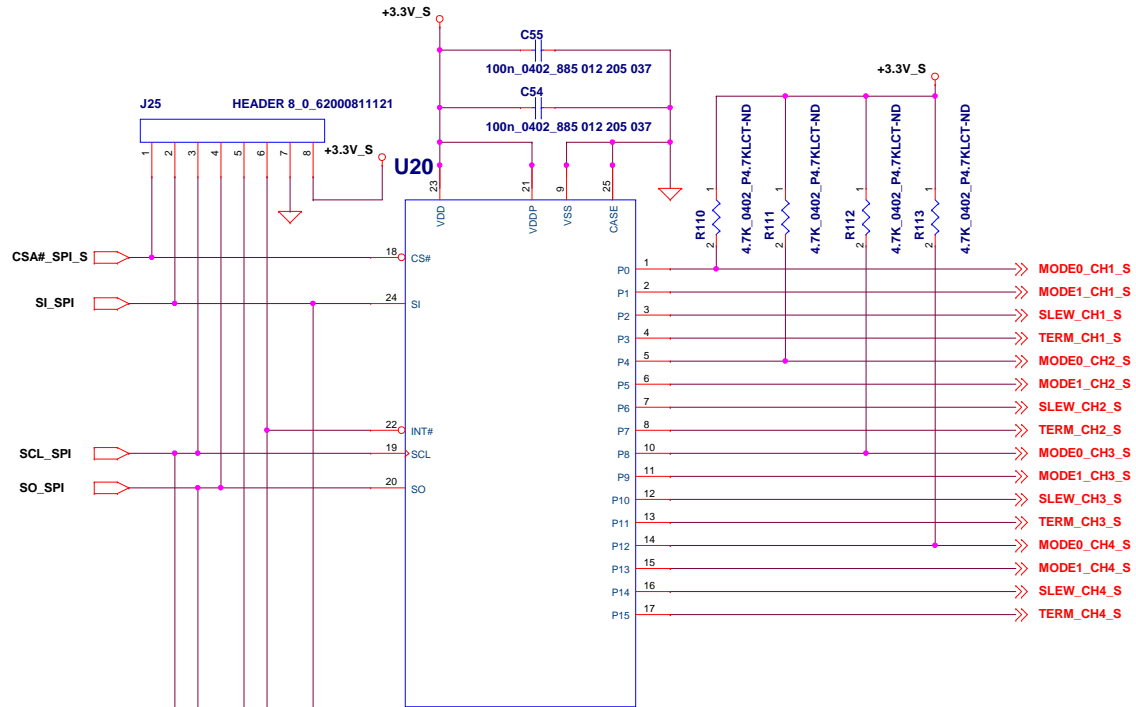 +3.3V_S
C55
100n_0402_885 012 205 037
C54
100n_0402_885 012 205 037
+3.3V_S
J25
HEADER 8_0_62000811121
1
2
3
4
5
6
7
8
+3.3V_S
U20
23
21
9
25
VDD
VDDP
VSS
CASE
1
1
1
1
R110
4.7K_0402_P4.7KLCT-ND
R111
4.7K_0402_P4.7KLCT-ND
R112
4.7K_0402_P4.7KLCT-ND
R113
4.7K_0402_P4.7KLCT-ND
2
2
2
2
CSA#_SPI_S
18
CS#
SI_SPI
24
SI
22
INT#
SCL_SPI
19
SCL
SO_SPI
20
SO
P0
1
MODE0_CH1_S
P1
2
MODE1_CH1_S
P2
3
SLEW_CH1_S
P3
4
TERM_CH1_S
P4
5
MODE0_CH2_S
P5
6
MODE1_CH2_S
P6
7
SLEW_CH2_S
P7
8
TERM_CH2_S
P8
10
MODE0_CH3_S
P9
11
MODE1_CH3_S
P10
12
SLEW_CH3_S
P11
13
TERM_CH3_S
P12
14
MODE0_CH4_S
P13
15
MODE1_CH4_S
P14
16
SLEW_CH4_S
P15
17
TERM_CH4_S